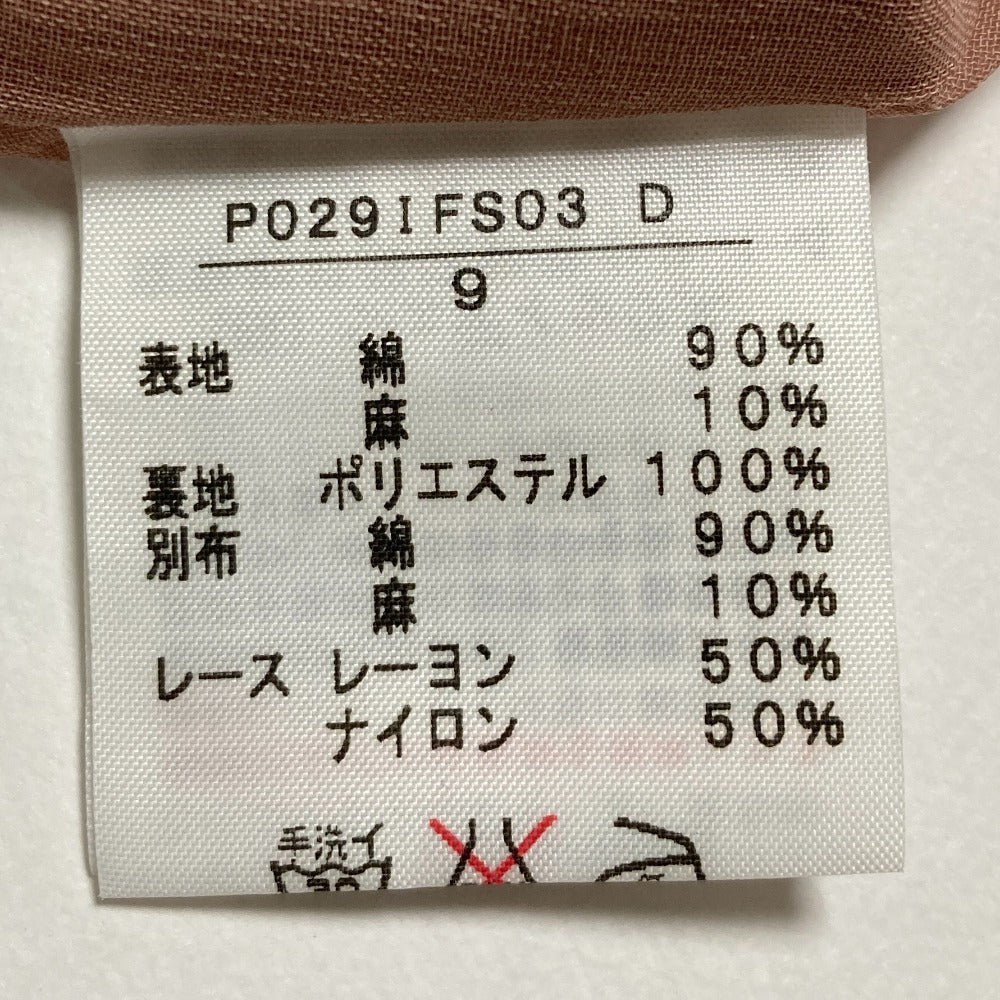 P029IFS03 D
9
表地 綿 90%
麻 10%
裏地 ポリエステル 100%
別布 綿 90%
麻 10%
レース レーヨン 50%
ナイロン 50%
手洗イ